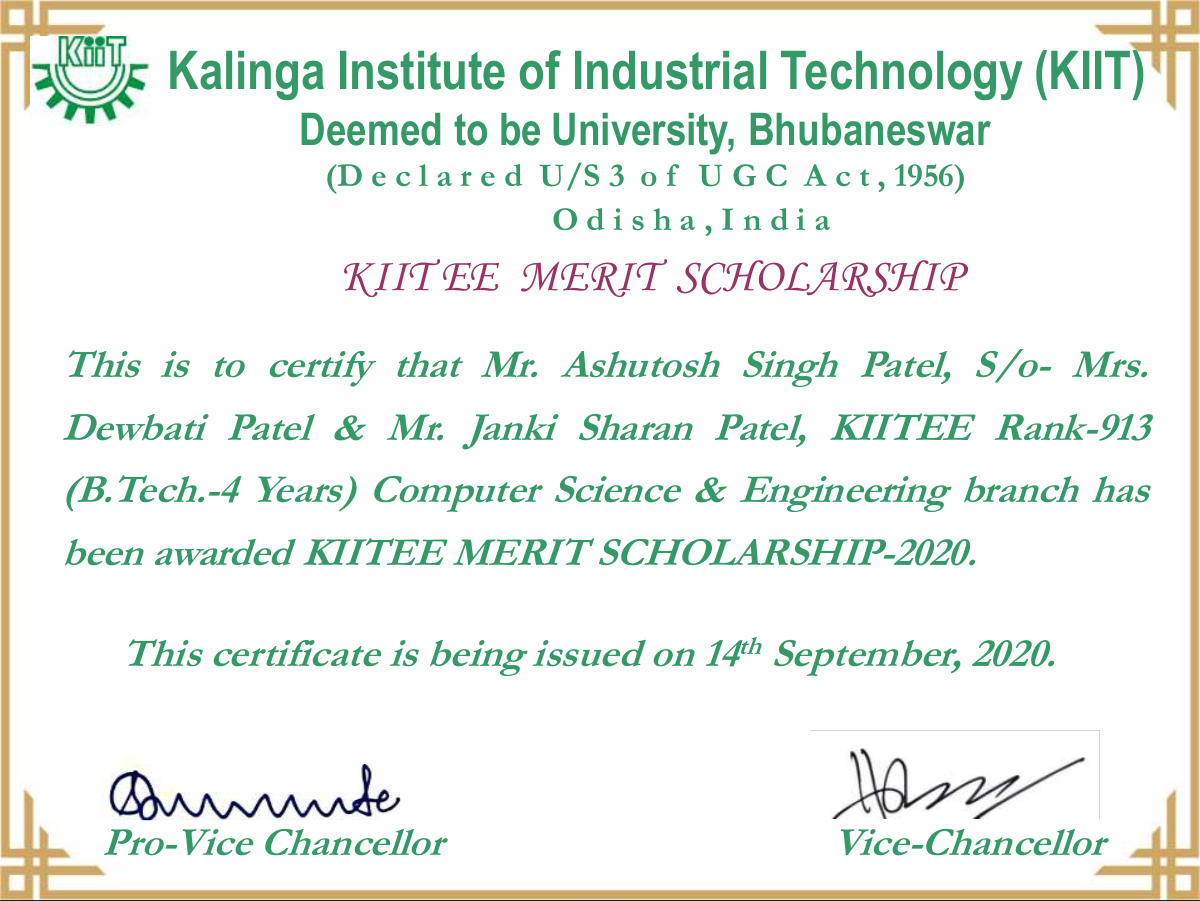 KiiT
Kalinga Institute of Industrial Technology (KIIT)
Deemed to be University, Bhubaneswar
(Declared U/S 3 of UGC Act, 1956)
Odisha, India
KIITEE MERIT SCHOLARSHIP
This is to certify that Mr. Ashutosh Singh Patel, S/o- Mrs.
Dewbati Patel & Mr. Janki Sharan Patel, KIITEE Rank-913
(B.Tech.-4 Years) Computer Science & Engineering branch has
been awarded KIITEE MERIT SCHOLARSHIP-2020.
This certificate is being issued on 14th September, 2020.
Pro-Vice Chancellor
Vice-Chancellor